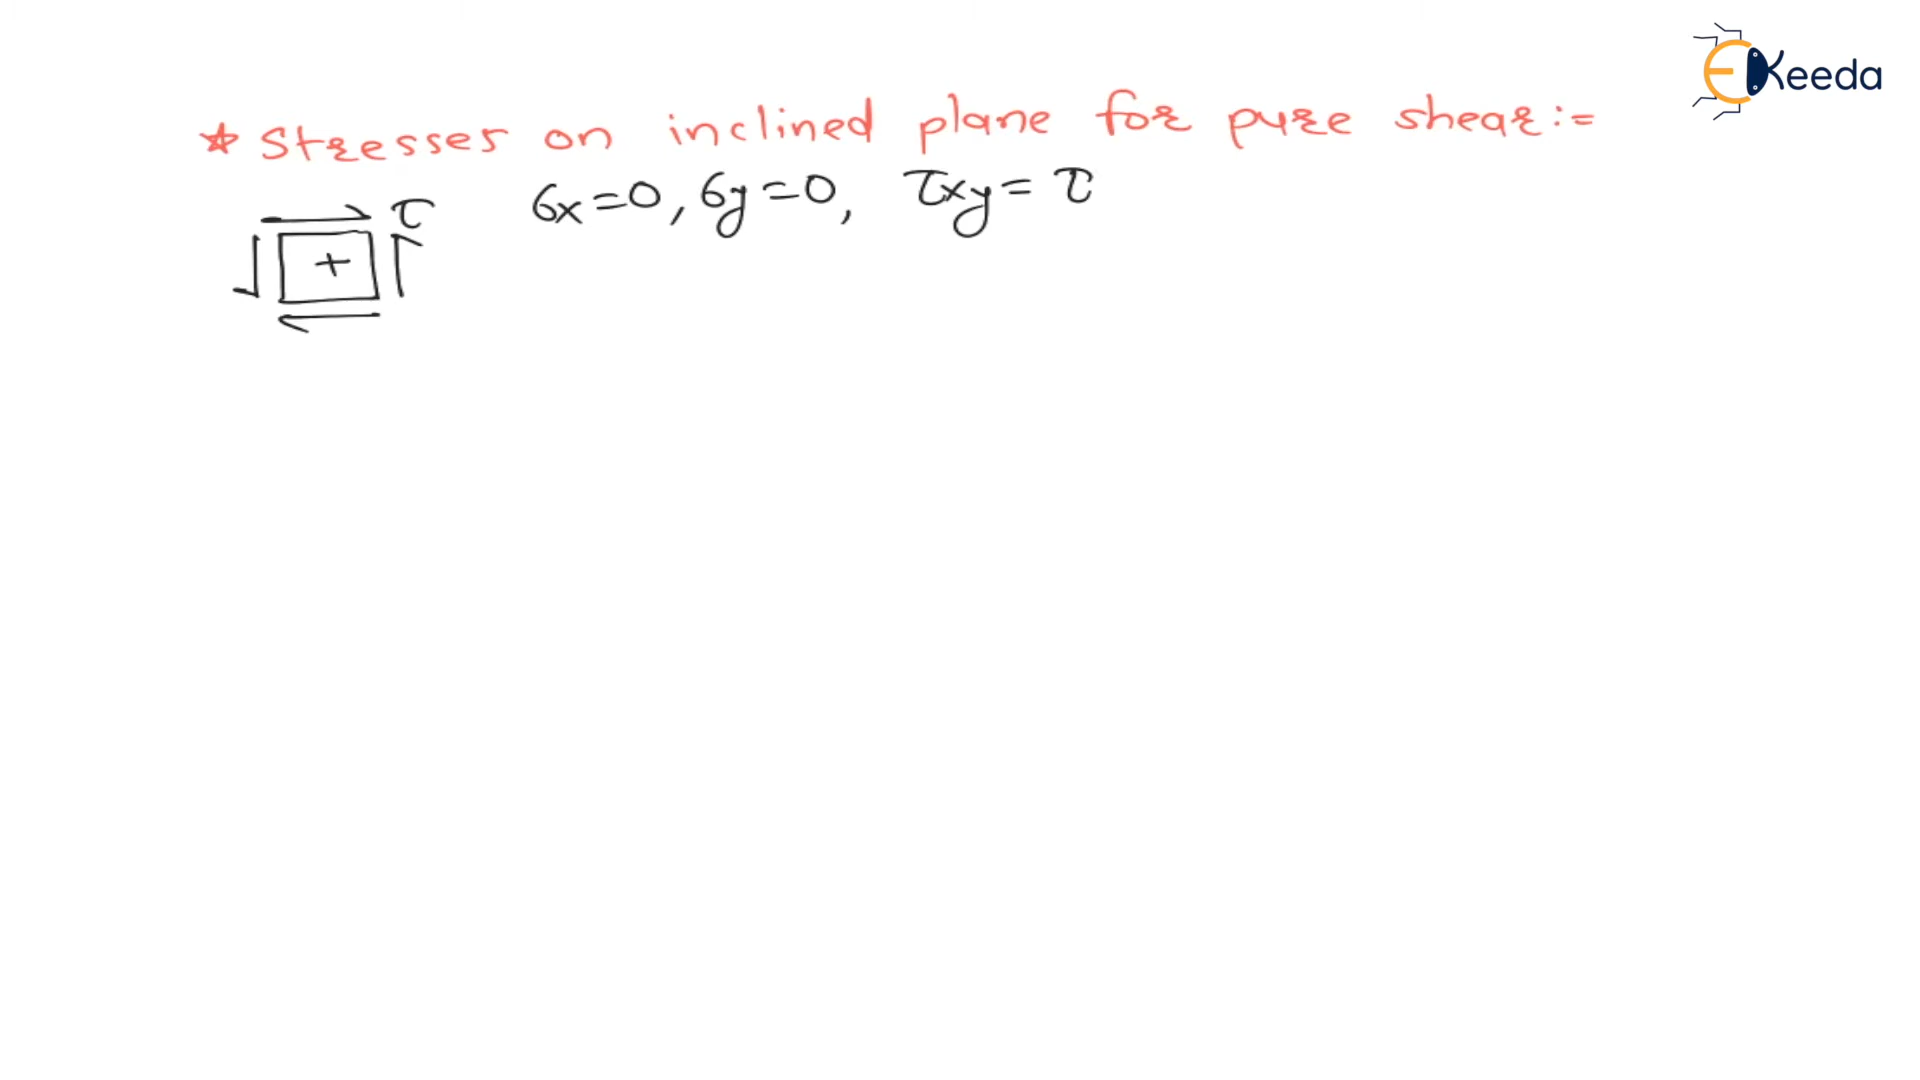 EKeeda
* Stresses on inclined plane for pure shear:=
τ
+
σx=0, σy=0, τxy= τ